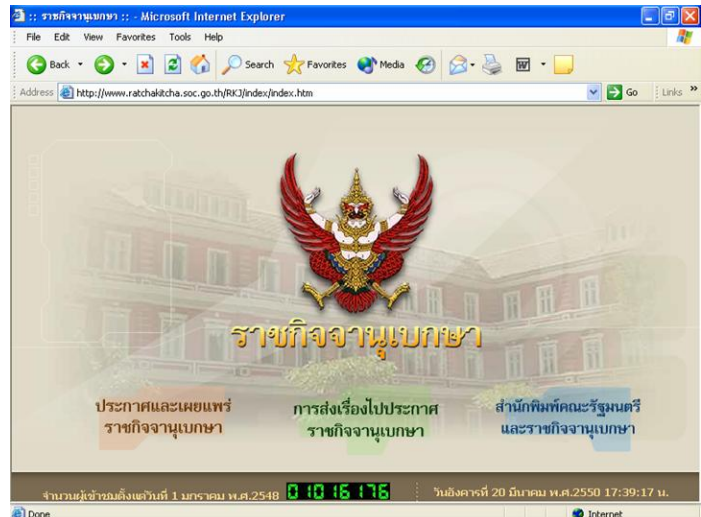 :: ราชกิจจานุเบกษา :: - Microsoft Internet Explorer
File Edit View Favorites Tools Help
Back Search Favorites Media
Address http://www.ratchakitcha.soc.go.th/RKJ/index/index.htm Go Links »
ราชกิจจานุเบกษา
ประกาศและเผยแพร่
ราชกิจจานุเบกษา
การส่งเรื่องไปประกาศ
ราชกิจจานุเบกษา
สำนักพิมพ์คณะรัฐมนตรี
และราชกิจจานุเบกษา
จำนวนผู้เข้าชมตั้งแต่วันที่ 1 มกราคม พ.ศ.2548 01016176 วันอังคารที่ 20 มีนาคม พ.ศ.2550 17:39:17 น.
Done Internet